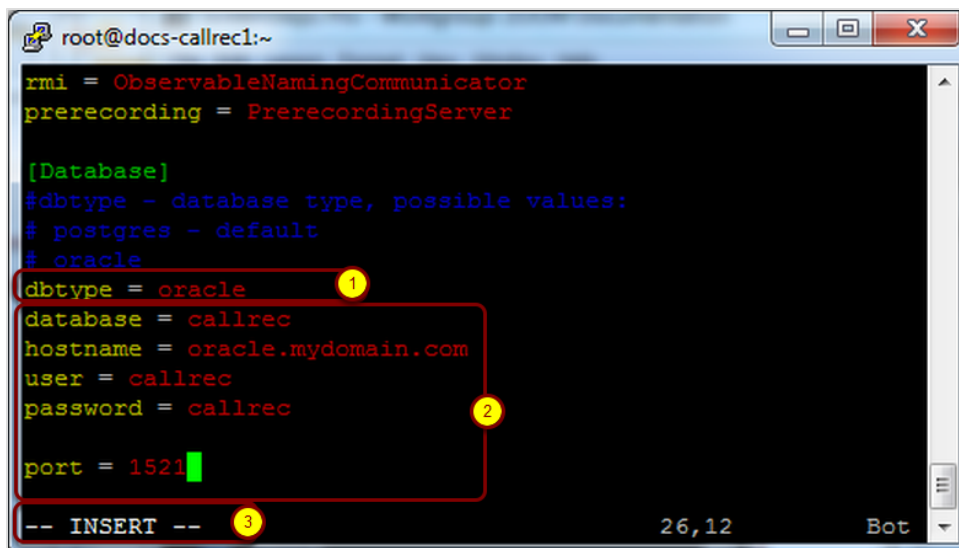 root@docs-callrec1:~
rmi = ObservableNamingCommunicator
prerecording = PrerecordingServer
[Database]
#dbtype - database type, possible values:
# postgres - default
# oracle
dbtype = oracle
1
database = callrec
hostname = oracle.mydomain.com
user = callrec
password = callrec
2
port = 1521
-- INSERT -- 3 26,12 Bot